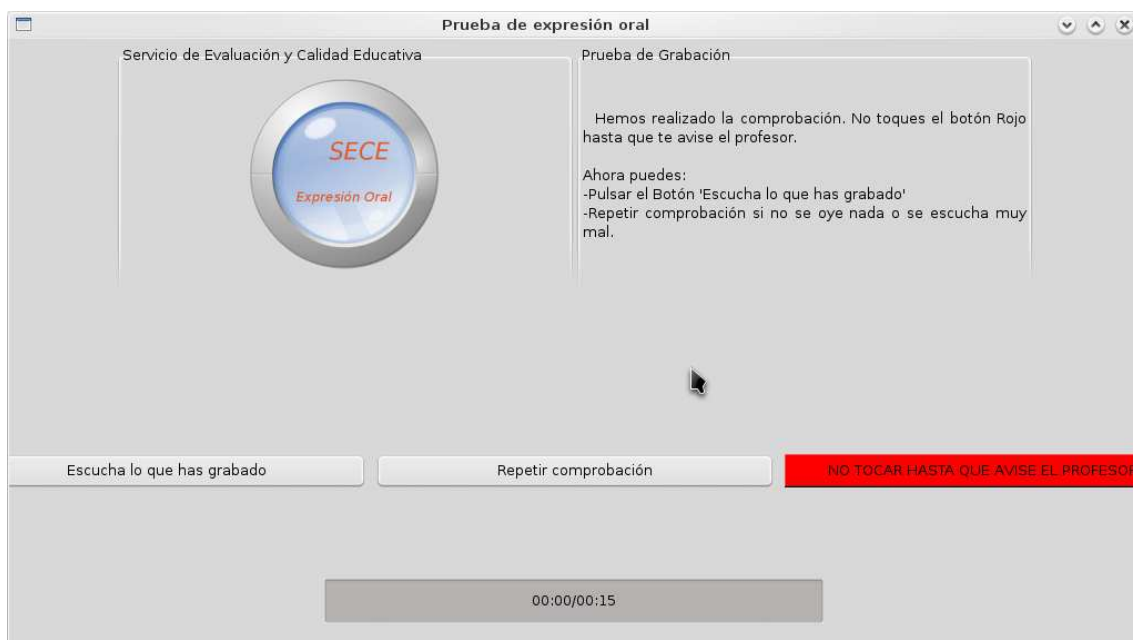 Prueba de expresión oral
Servicio de Evaluación y Calidad Educativa
SECE
Expresión Oral
Prueba de Grabación
Hemos realizado la comprobación. No toques el botón Rojo
hasta que te avise el profesor.
Ahora puedes:
-Pulsar el Botón 'Escucha lo que has grabado'
-Repetir comprobación si no se oye nada o se escucha muy
mal.
Escucha lo que has grabado
Repetir comprobación
NO TOCAR HASTA QUE AVISE EL PROFESOR
00:00/00:15